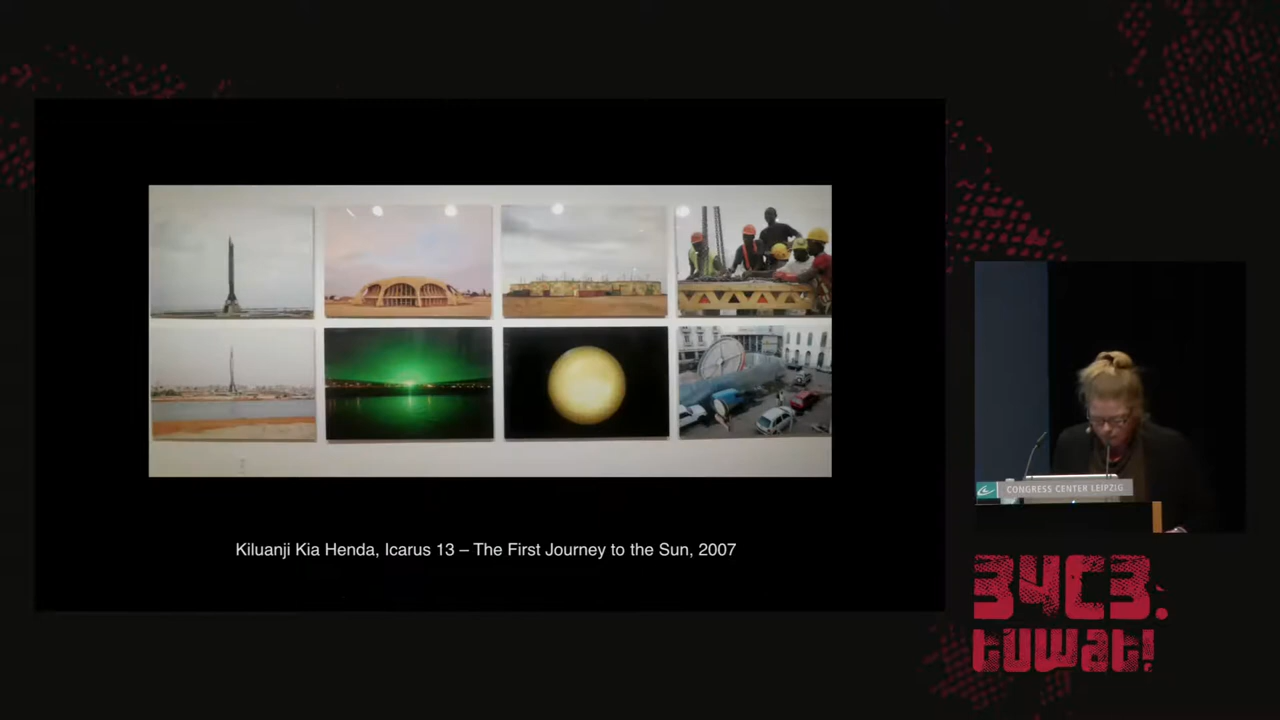 Kiluanji Kia Henda, Icarus 13 – The First Journey to the Sun, 2007
CONGRESS CENTER LEIPZIG
34C3.
tuwat!